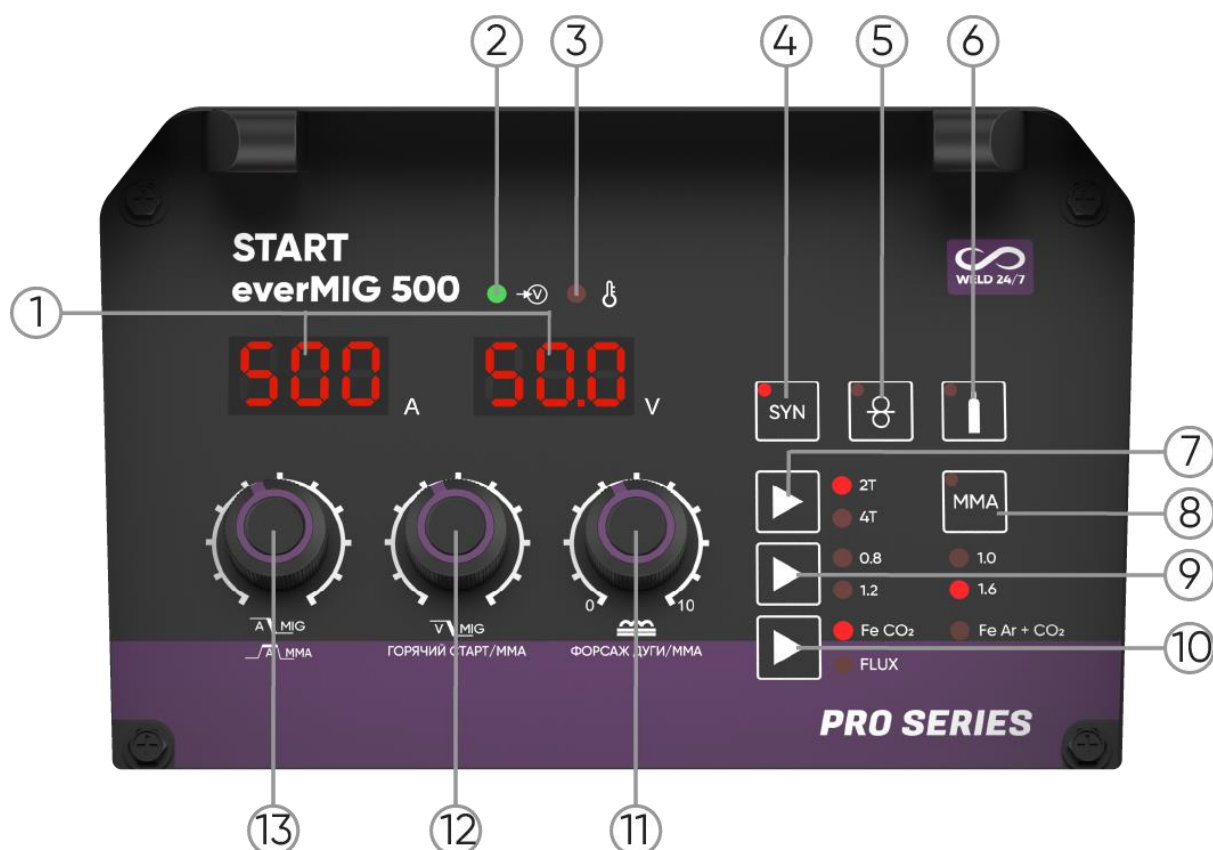 2 3 4 5 6
START
everMIG 500
V
WELD 24/7
1
500 A
50.0 V
SYN
7
2T
4T
MMA
8
0.8
1.0
9
1.2
1.6
Fe CO₂
Fe Ar + CO₂
10
FLUX
0 10
A MIG
V MIG
A MMA
ГОРЯЧИЙ СТАРТ/MMA
ФОРСАЖ ДУГИ/MMA
PRO SERIES
13 12 11